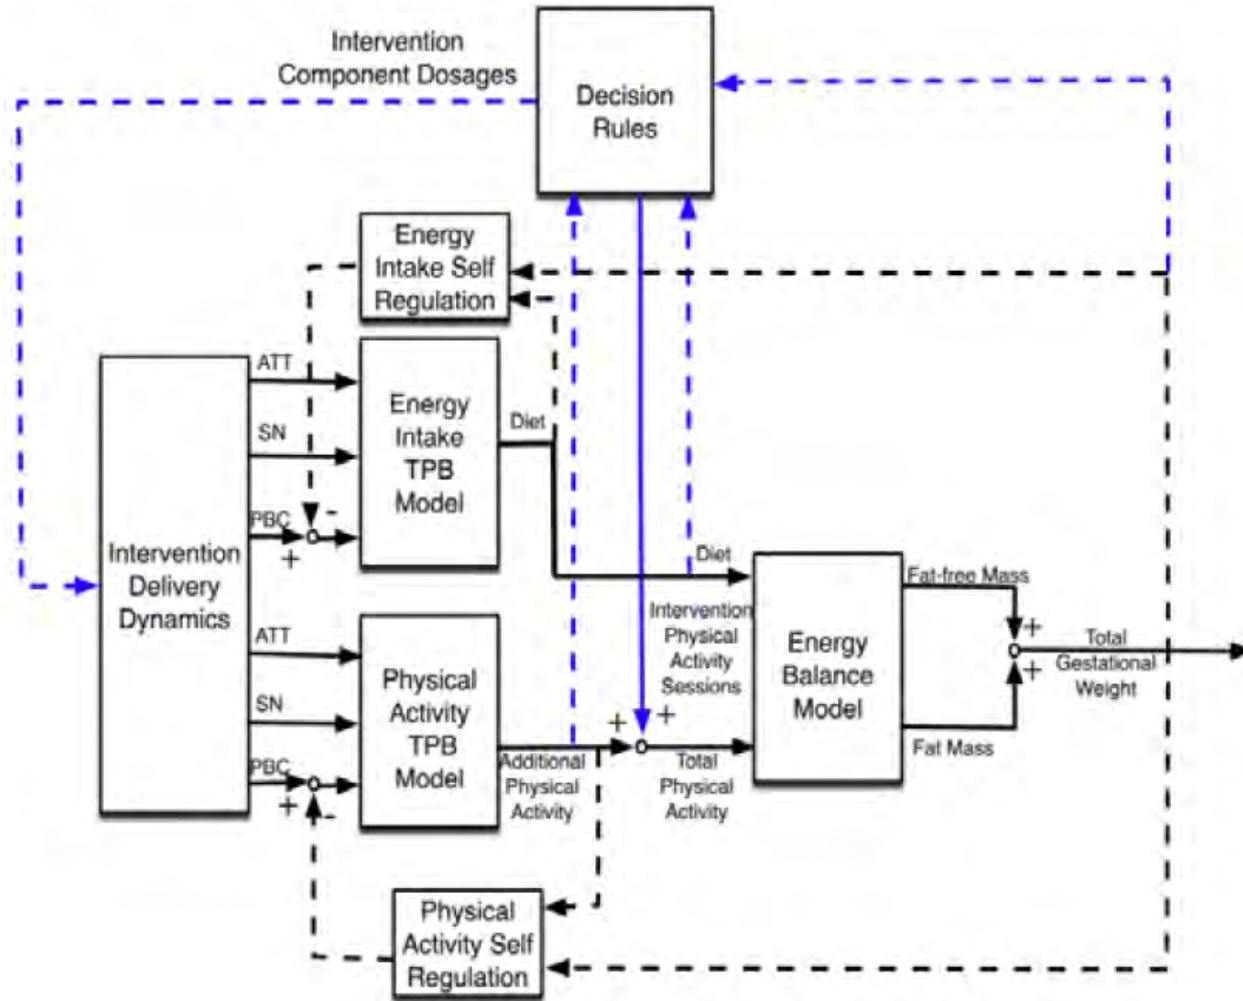 Intervention
Component Dosages
Decision
Rules
Energy
Intake Self
Regulation
ATT
SN
PBC
+
-
Energy
Intake
TPB
Model
Diet
Intervention
Delivery
Dynamics
ATT
SN
PBC
+
-
Physical
Activity
TPB
Model
Additional
Physical
Activity
Diet
Intervention
Physical
Activity
Sessions
+
+
Total
Physical
Activity
Energy
Balance
Model
Fat-free Mass
Fat Mass
+
+
Total
Gestational
Weight
Physical
Activity Self
Regulation